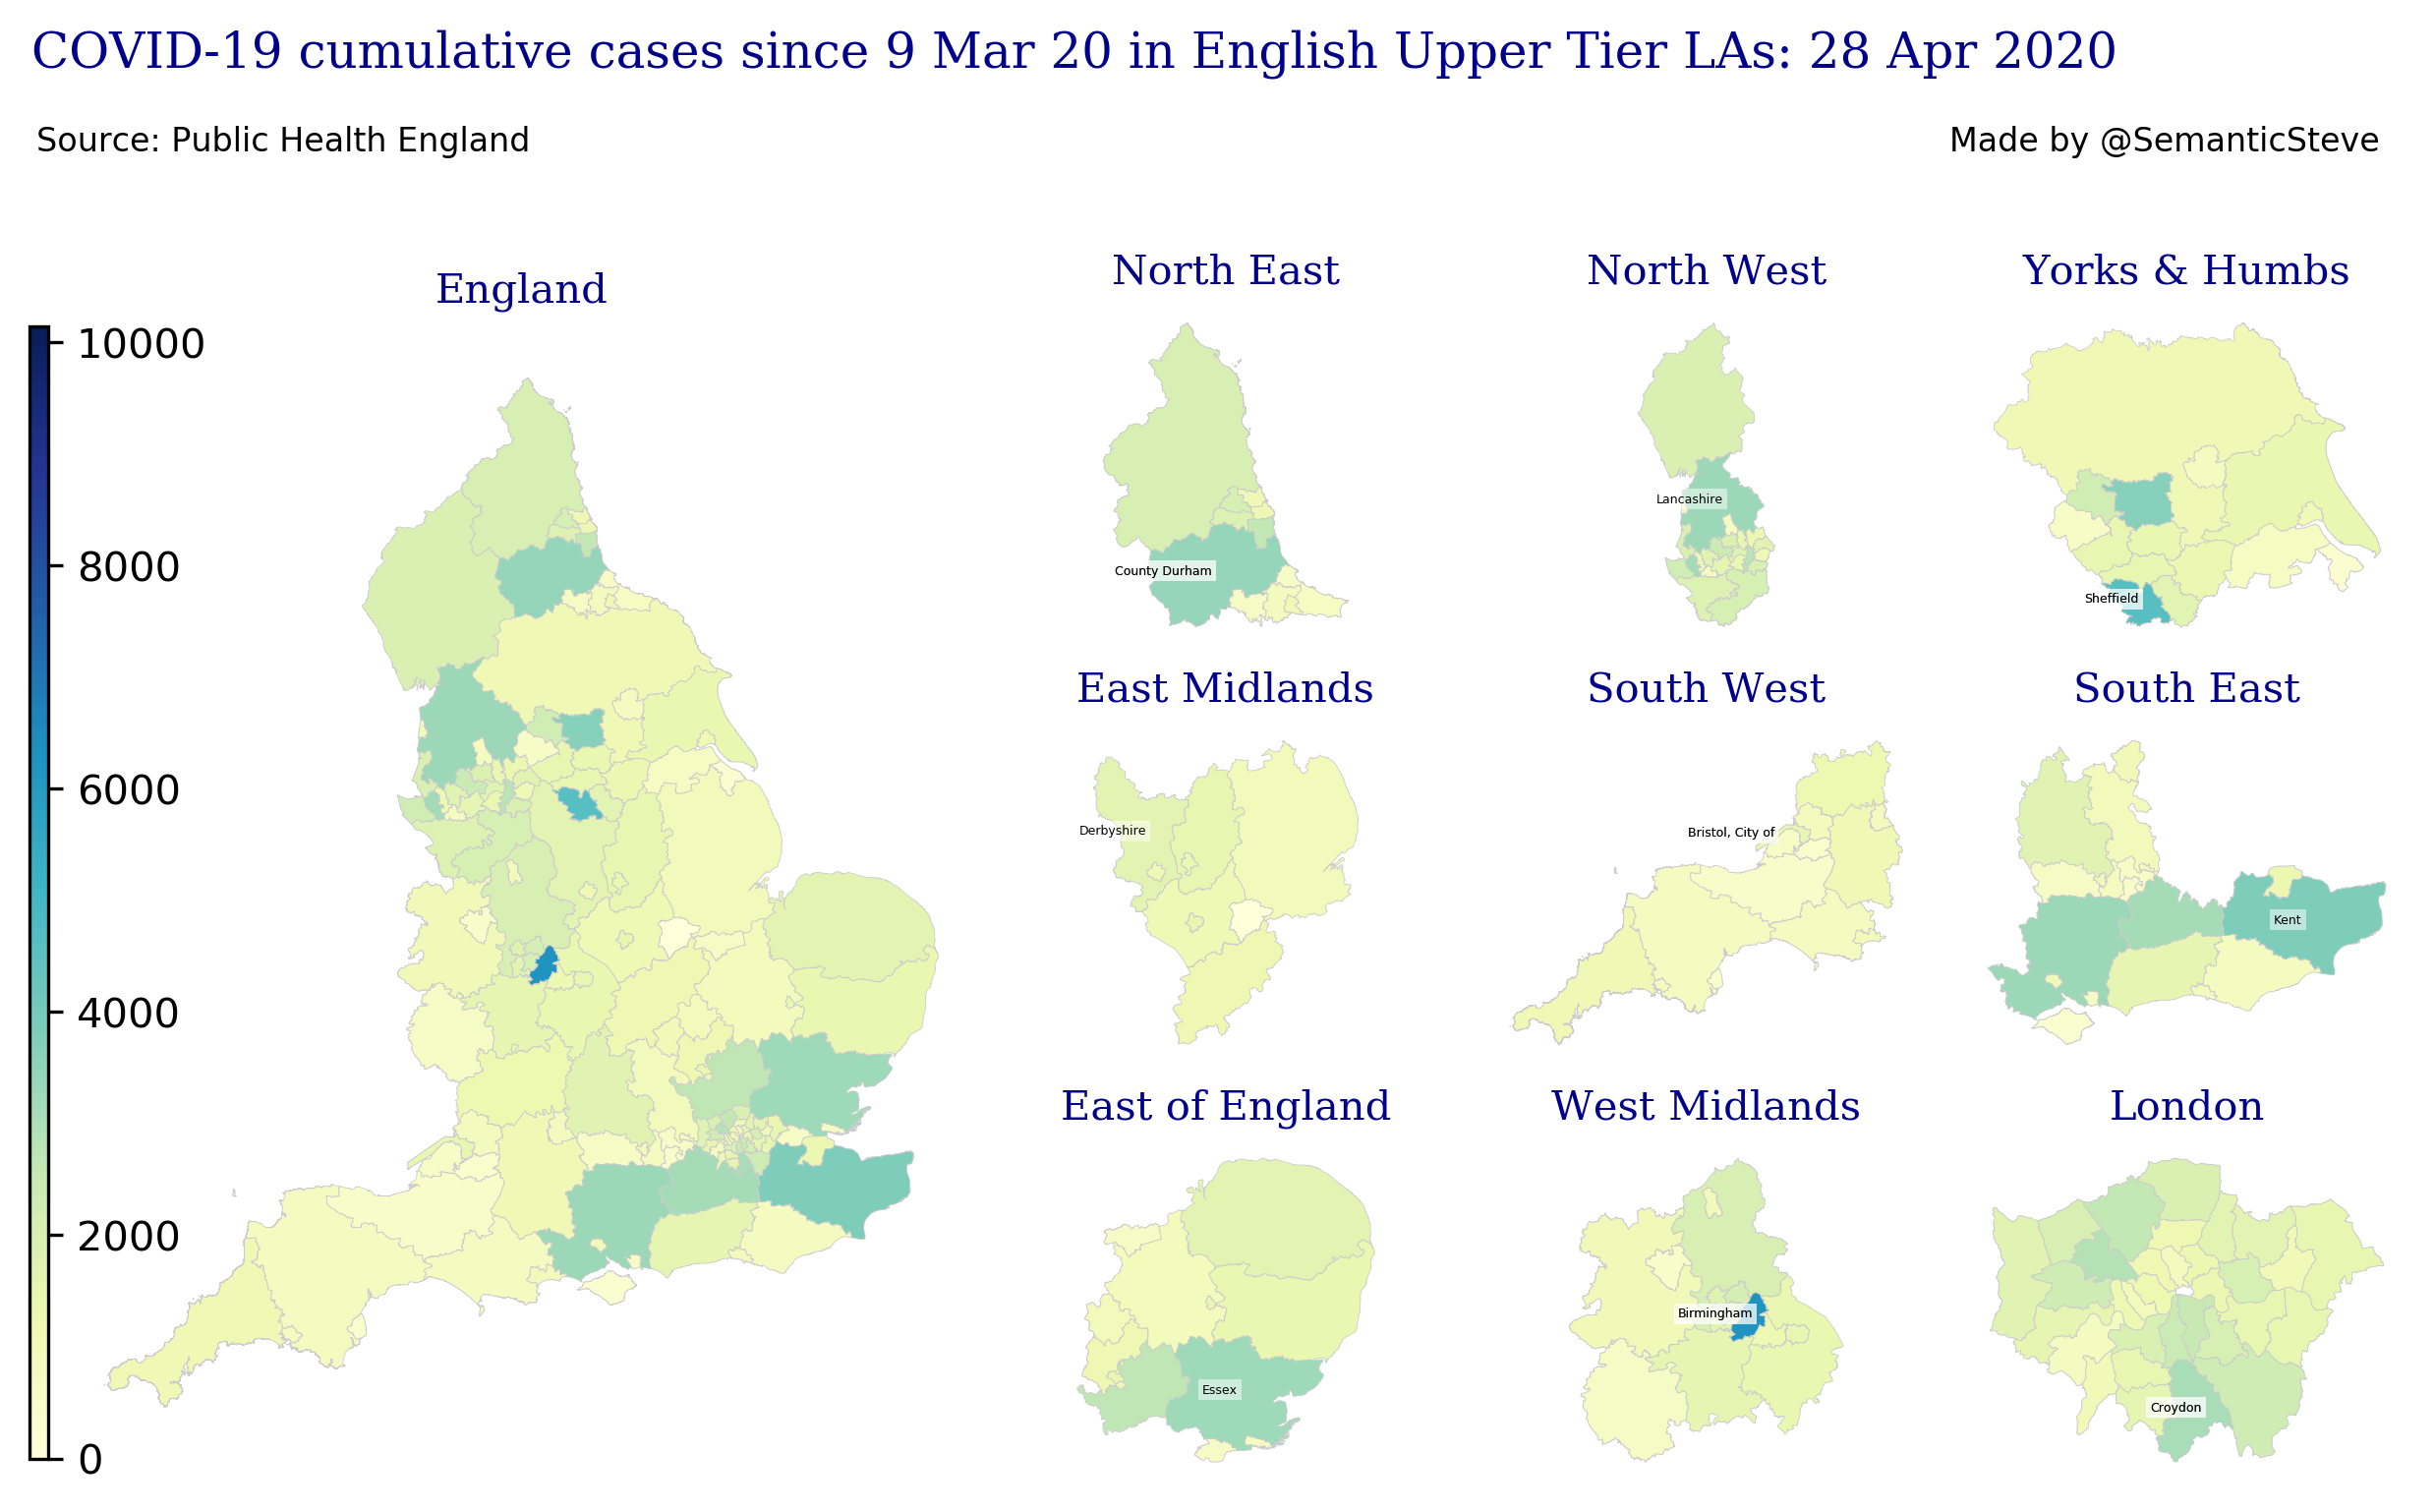 COVID-19 cumulative cases since 9 Mar 20 in English Upper Tier LAs: 28 Apr 2020
Source: Public Health England
Made by @SemanticSteve
England
10000
8000
6000
4000
2000
0
North East
County Durham
North West
Lancashire
Yorks & Humbs
Sheffield
East Midlands
Derbyshire
South West
Bristol, City of
South East
Kent
East of England
Essex
West Midlands
Birmingham
London
Croydon